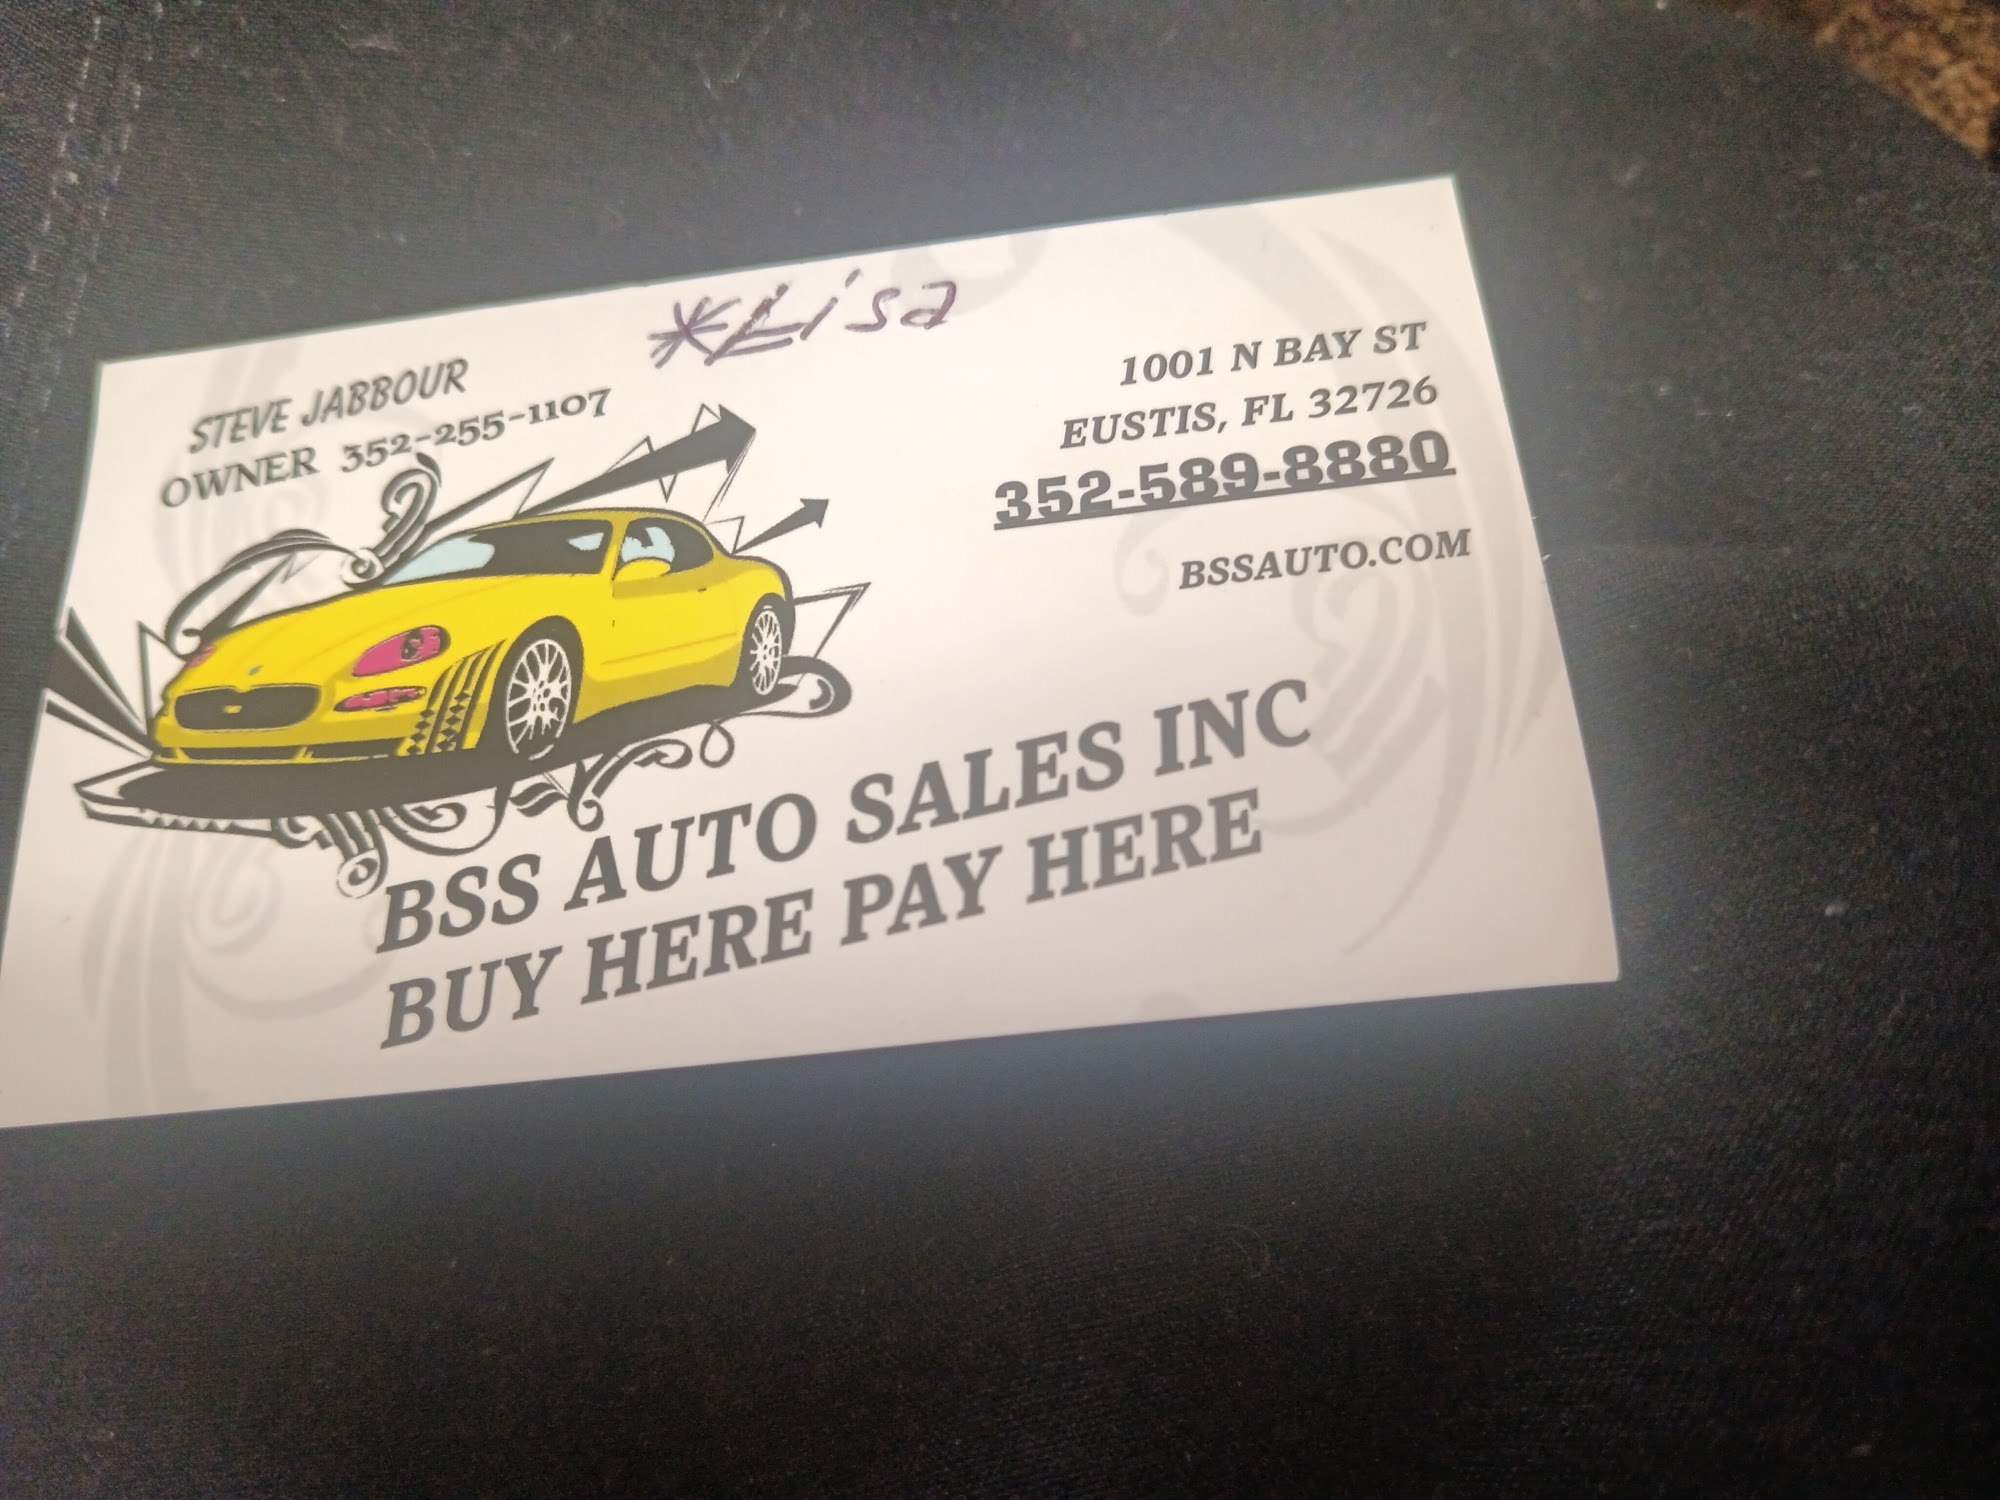 *Lisa
STEVE JABBOUR
OWNER 352-255-1107
1001 N BAY ST
EUSTIS, FL 32726
352-589-8880
BSSAUTO.COM
BSS AUTO SALES INC
BUY HERE PAY HERE